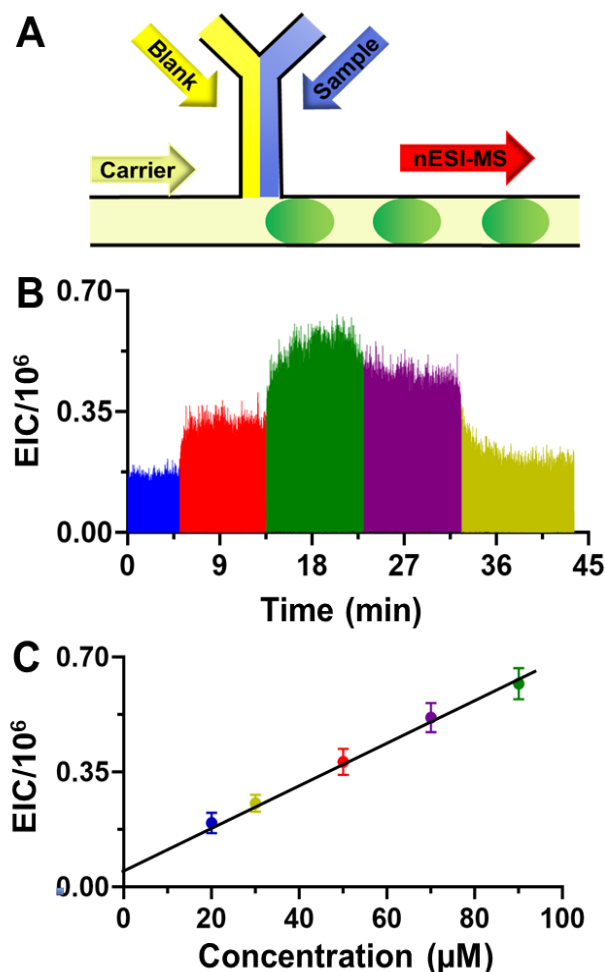 A
Blank
Sample
Carrier
nESI-MS
B
EIC/10⁶
0.70
0.35
0.00
0 9 18 27 36 45
Time (min)
C
EIC/10⁶
0.70
0.35
0.00
0 20 40 60 80 100
Concentration (µM)